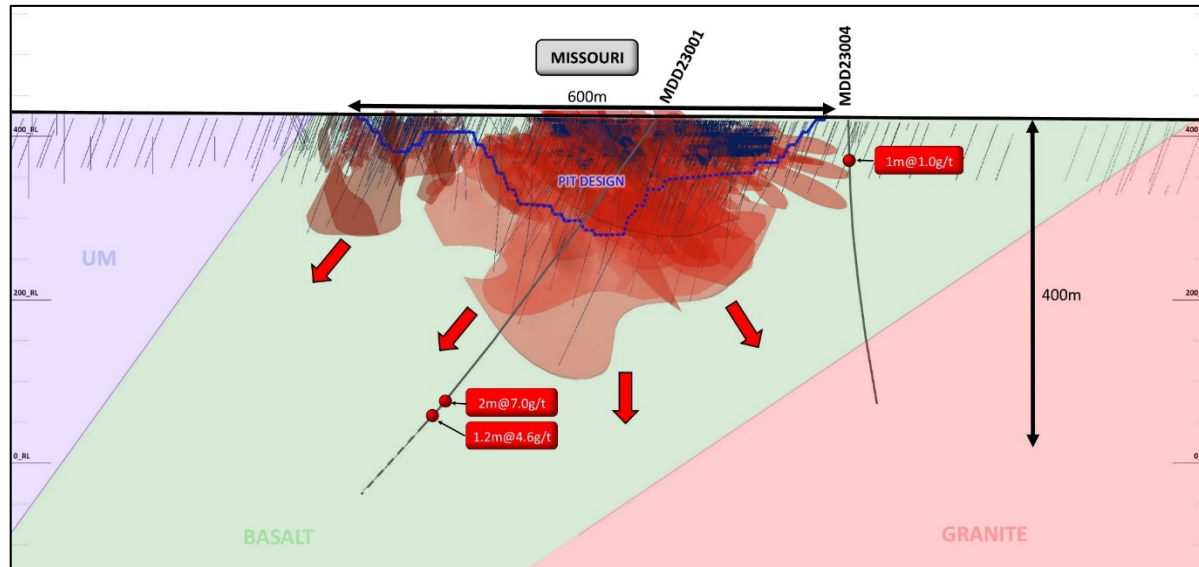 MISSOURI
MDD23001
MDD23004
600m
400_RL
400
1m@1.0g/t
PIT DESIGN
UM
200_RL
200
400m
2m@7.0g/t
1.2m@4.6g/t
0_RL
0
BASALT
GRANITE